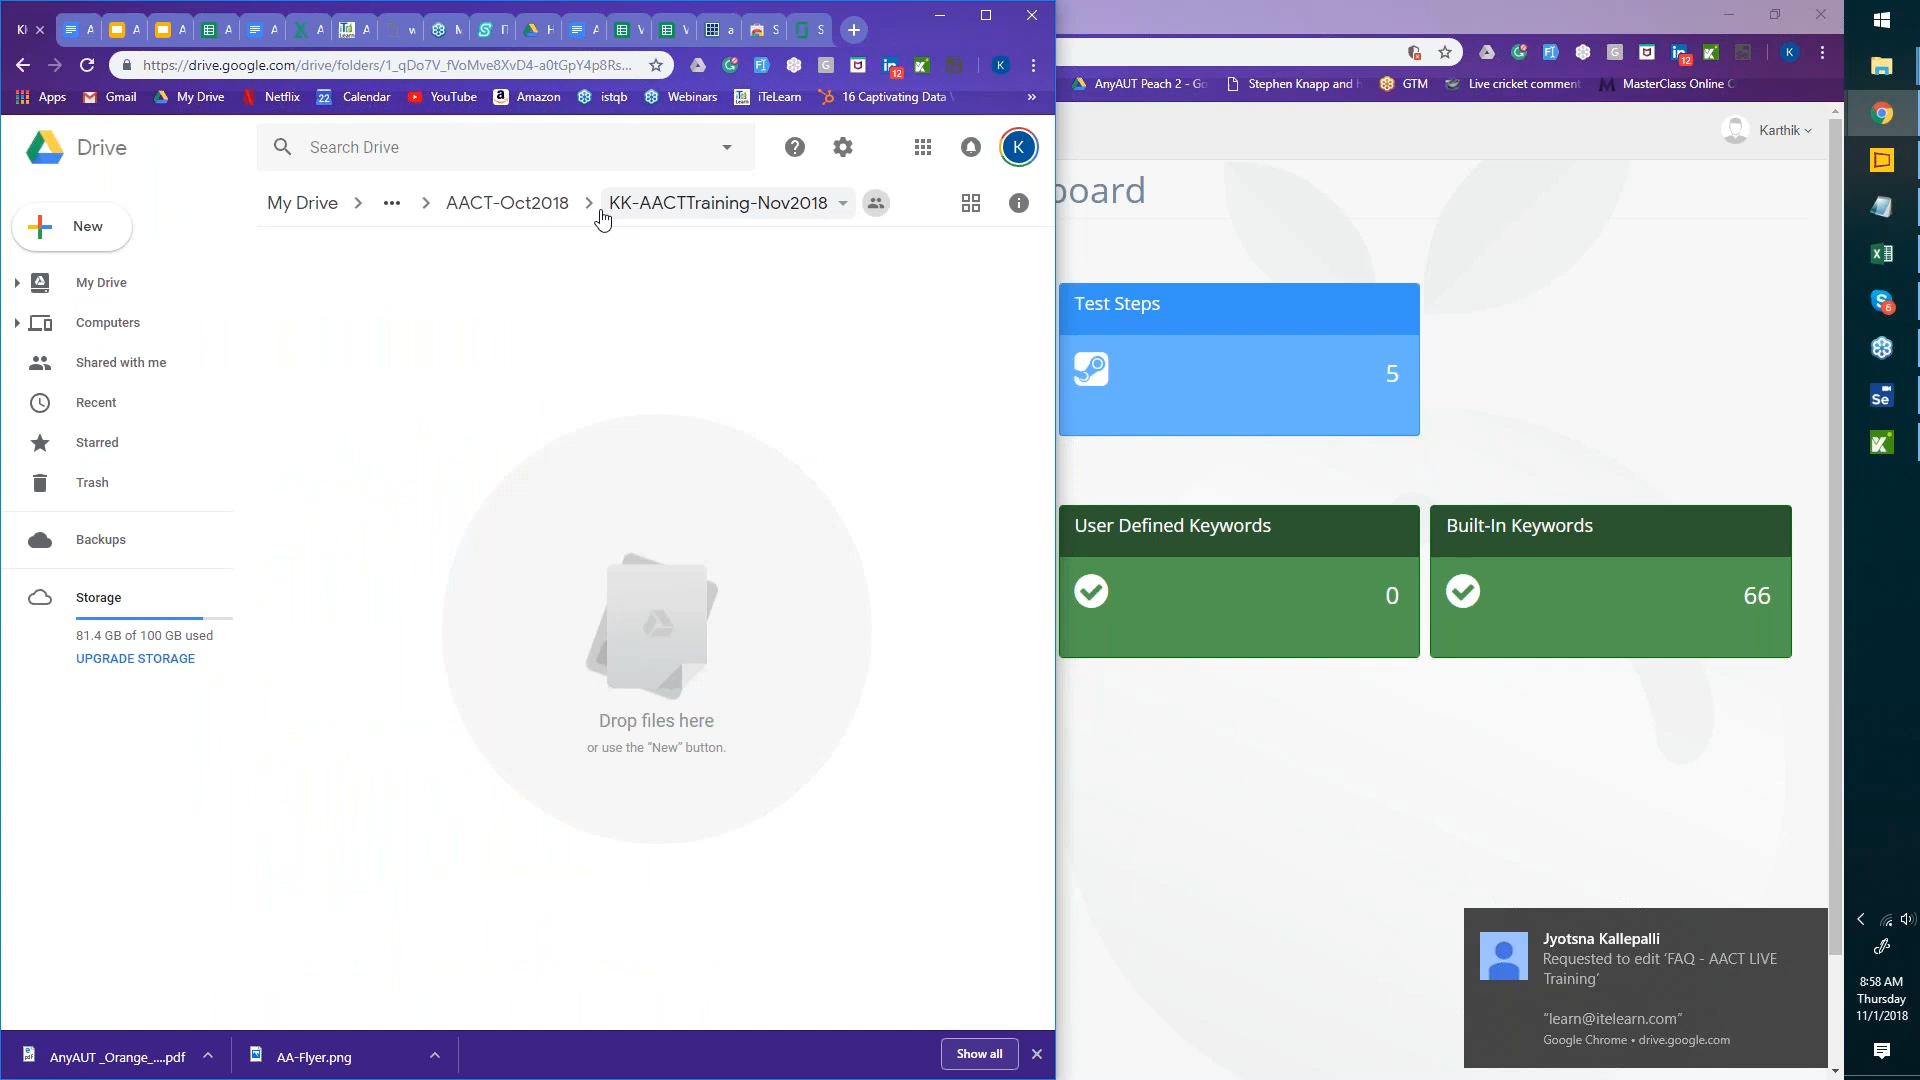 https://drive.google.com/drive/folders/1_qDo7V_fVoMve8XvD4-a0tGpY4p8Rs...
Apps Gmail My Drive Netflix 22 Calendar YouTube Amazon istqb Webinars iTeLearn 16 Captivating Data »
12
Drive
Search Drive
K
My Drive > ... > AACT-Oct2018 > KK-AACTTraining-Nov2018
New
My Drive
Computers
Shared with me
Recent
Starred
Trash
Backups
Storage
81.4 GB of 100 GB used
UPGRADE STORAGE
Drop files here
or use the "New" button.
AnyAUT _Orange_....pdf
AA-Flyer.png
Show all
12
K
AnyAUT Peach 2 - Go Stephen Knapp and GTM Live cricket comment MasterClass Online C
Karthik
board
Test Steps
5
User Defined Keywords
0
Built-In Keywords
66
Jyotsna Kallepalli
Requested to edit 'FAQ - AACT LIVE
Training'
"learn@itelearn.com"
Google Chrome • drive.google.com
6
Se
8:58 AM
Thursday
11/1/2018